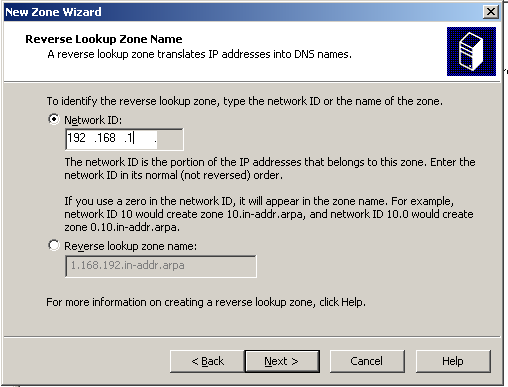 New Zone Wizard
Reverse Lookup Zone Name
A reverse lookup zone translates IP addresses into DNS names.
To identify the reverse lookup zone, type the network ID or the name of the zone.
Network ID:
192 .168 .1 .
The network ID is the portion of the IP addresses that belongs to this zone. Enter the
network ID in its normal (not reversed) order.
If you use a zero in the network ID, it will appear in the zone name. For example,
network ID 10 would create zone 10.in-addr.arpa, and network ID 10.0 would create
zone 0.10.in-addr.arpa.
Reverse lookup zone name:
1.168.192.in-addr.arpa
For more information on creating a reverse lookup zone, click Help.
< Back
Next >
Cancel
Help